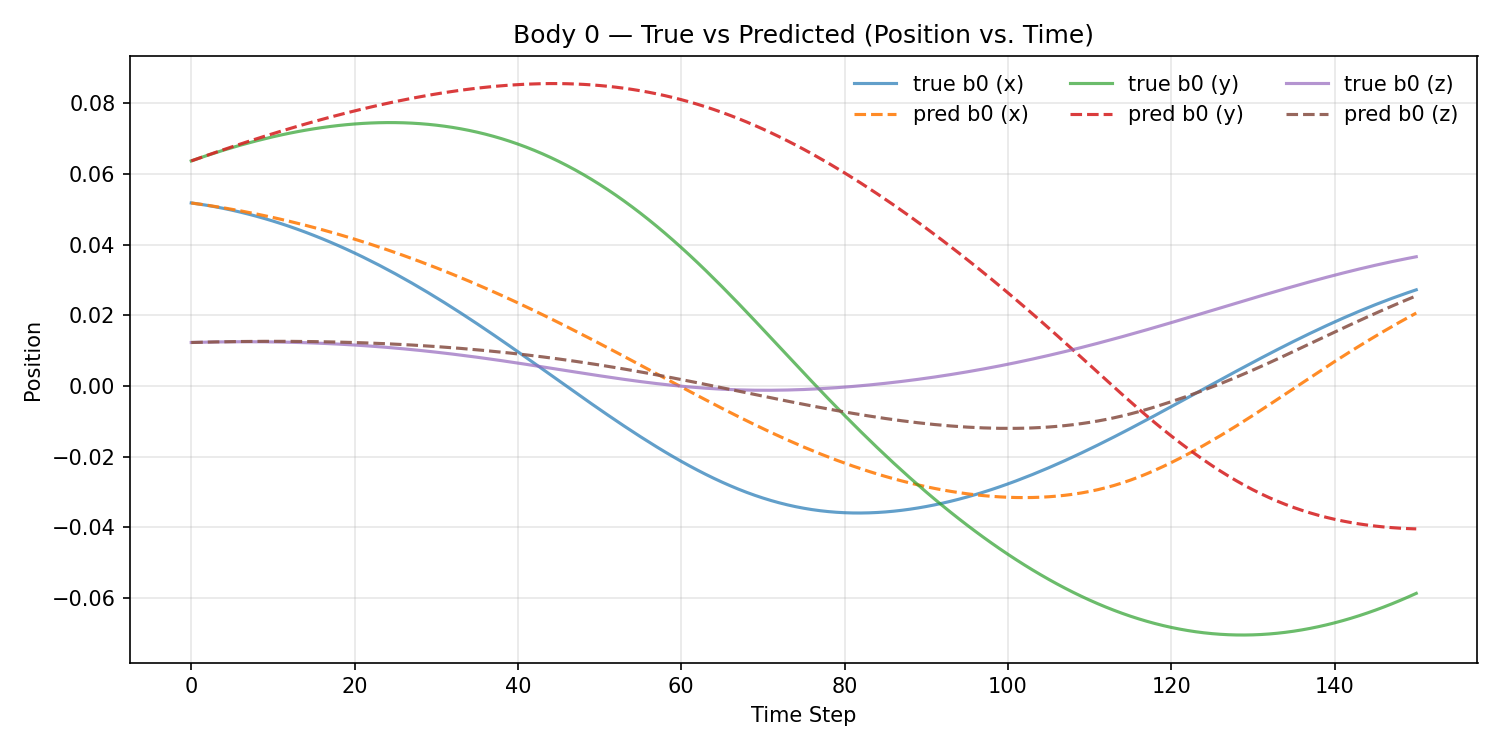 Body 0 — True vs Predicted (Position vs. Time)
true b0 (x) true b0 (y) true b0 (z)
pred b0 (x) pred b0 (y) pred b0 (z)
Position
0.08
0.06
0.04
0.02
0.00
−0.02
−0.04
−0.06
0 20 40 60 80 100 120 140
Time Step